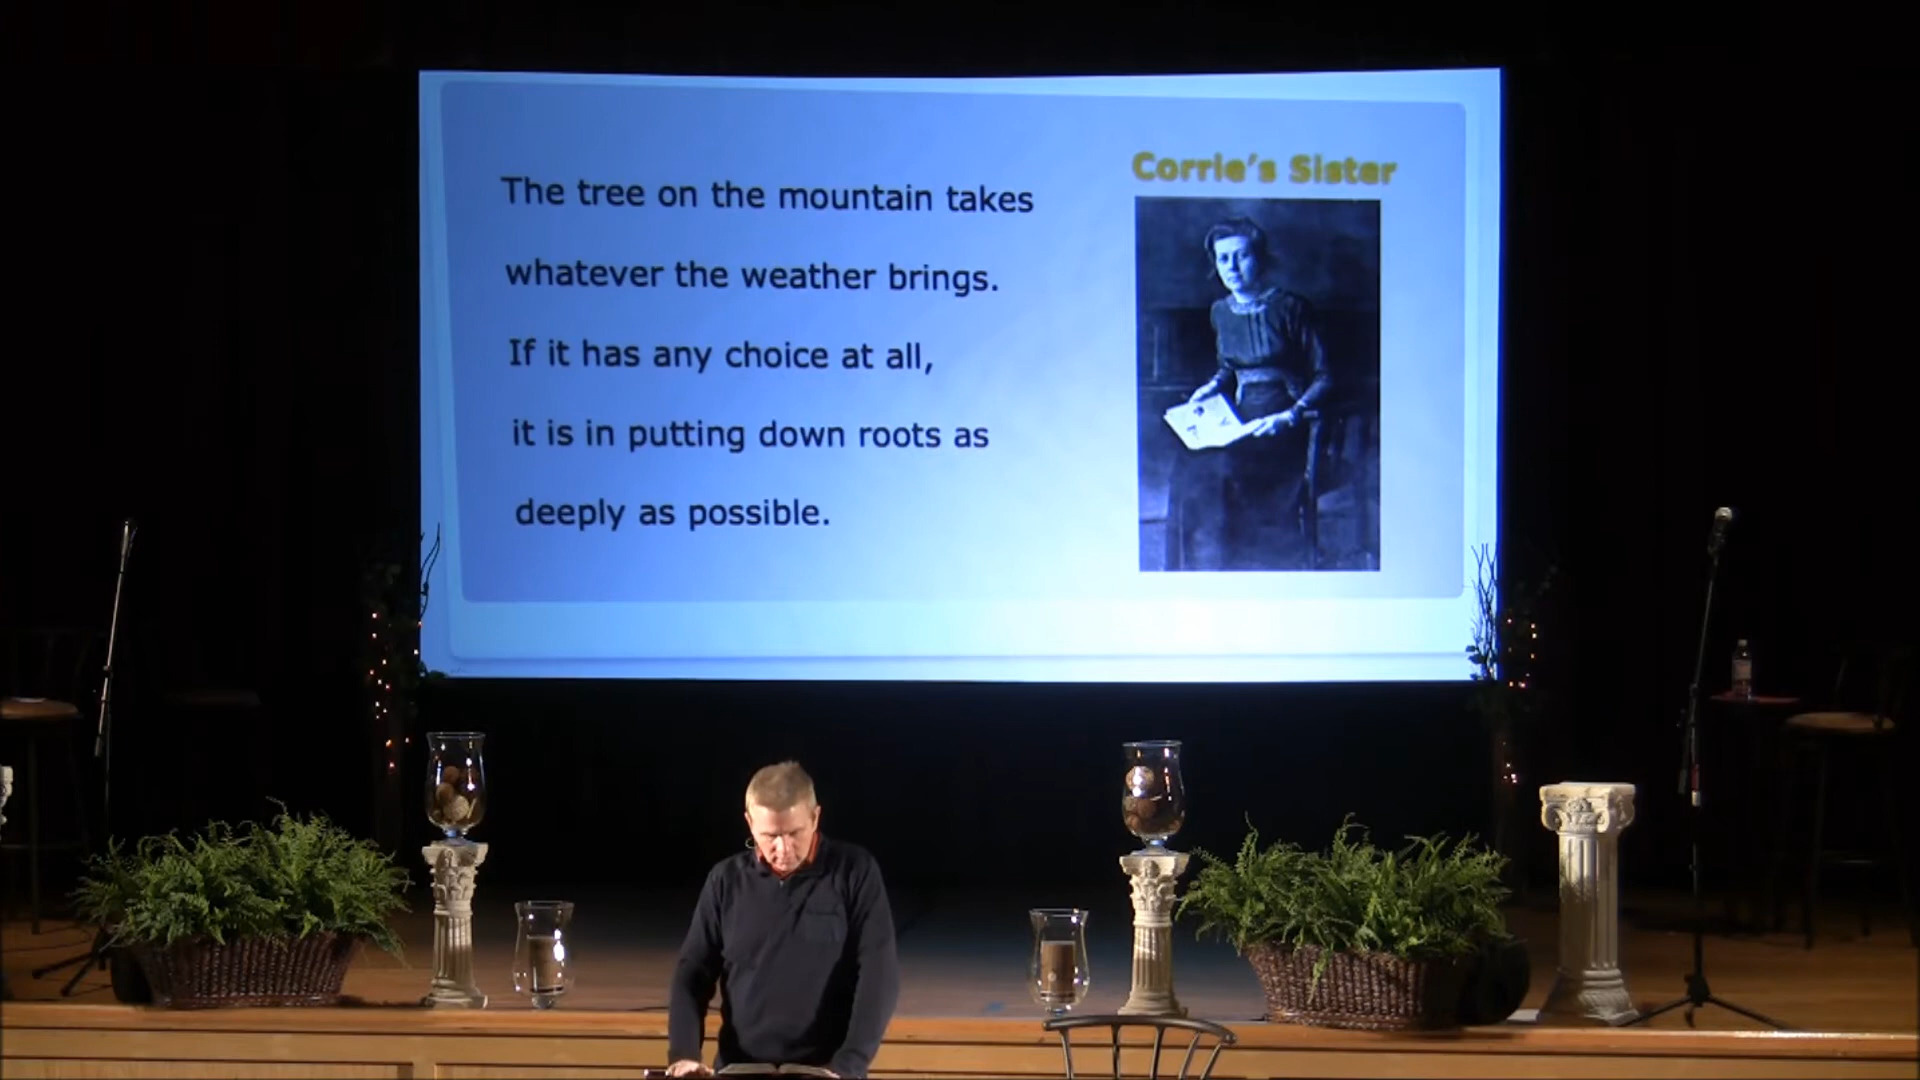 Corrie's Sister
The tree on the mountain takes
whatever the weather brings.
If it has any choice at all,
it is in putting down roots as
deeply as possible.